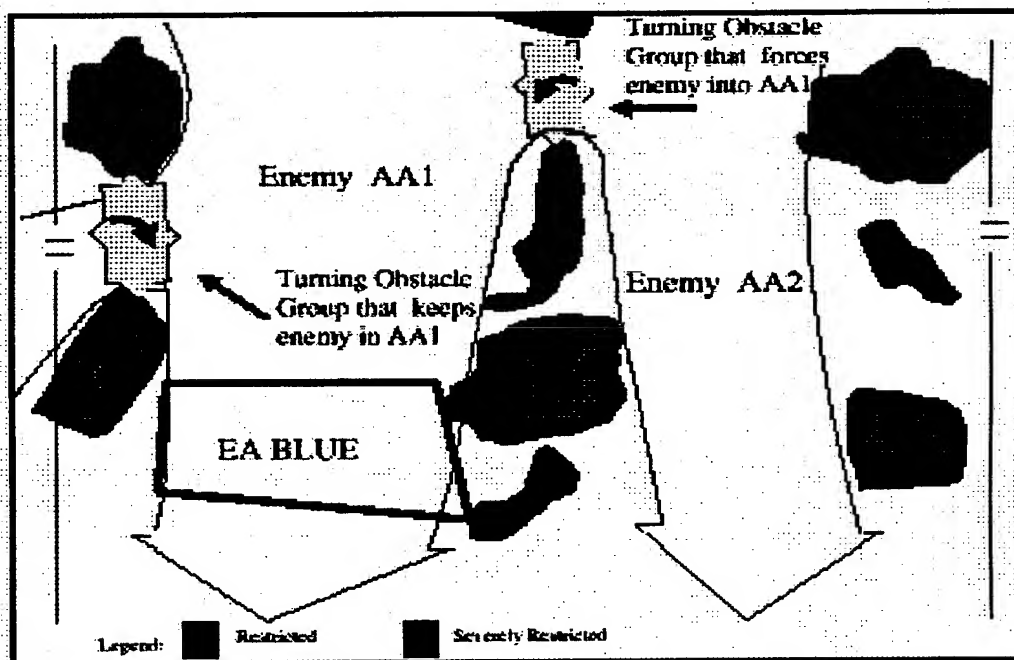 Turning Obstacle
Group that forces
enemy into AA1
Enemy AA1
Turning Obstacle
Group that keeps
enemy in AA1
Enemy AA2
EA BLUE
Legend:
Restricted
Severely Restricted